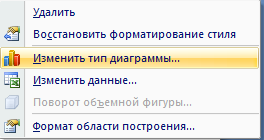 Удалить
Восстановить форматирование стиля
Изменить тип диаграммы...
Изменить данные...
Поворот объемной фигуры...
Формат области построения...